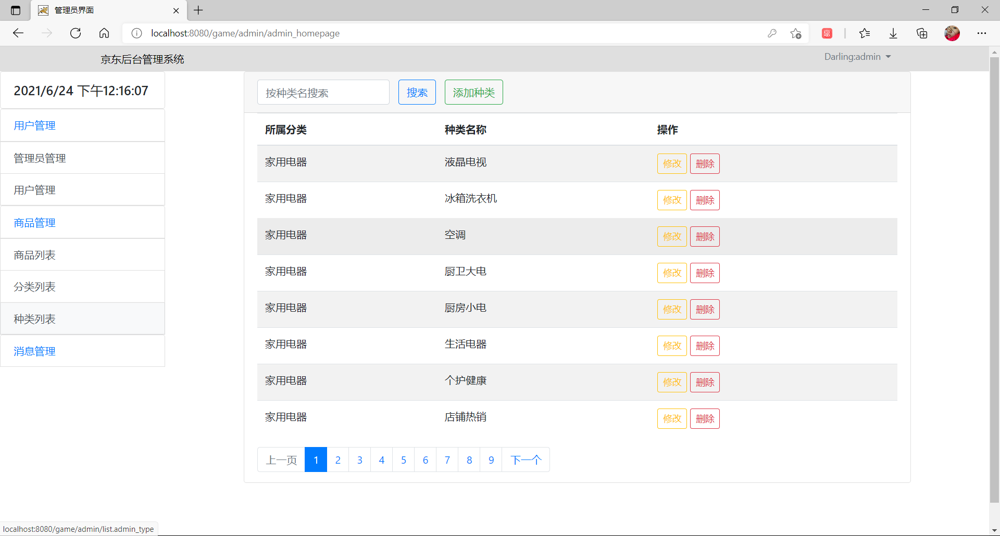 管理员界面
localhost:8080/game/admin/admin_homepage
惠
京东后台管理系统
Darling:admin
2021/6/24 下午12:16:07
用户管理
管理员管理
用户管理
商品管理
商品列表
分类列表
种类列表
消息管理
按种类名搜索 搜索 添加种类
所属分类 种类名称 操作
家用电器 液晶电视 修改 删除
家用电器 冰箱洗衣机 修改 删除
家用电器 空调 修改 删除
家用电器 厨卫大电 修改 删除
家用电器 厨房小电 修改 删除
家用电器 生活电器 修改 删除
家用电器 个护健康 修改 删除
家用电器 店铺热销 修改 删除
上一页 1 2 3 4 5 6 7 8 9 下一个
localhost:8080/game/admin/list.admin_type